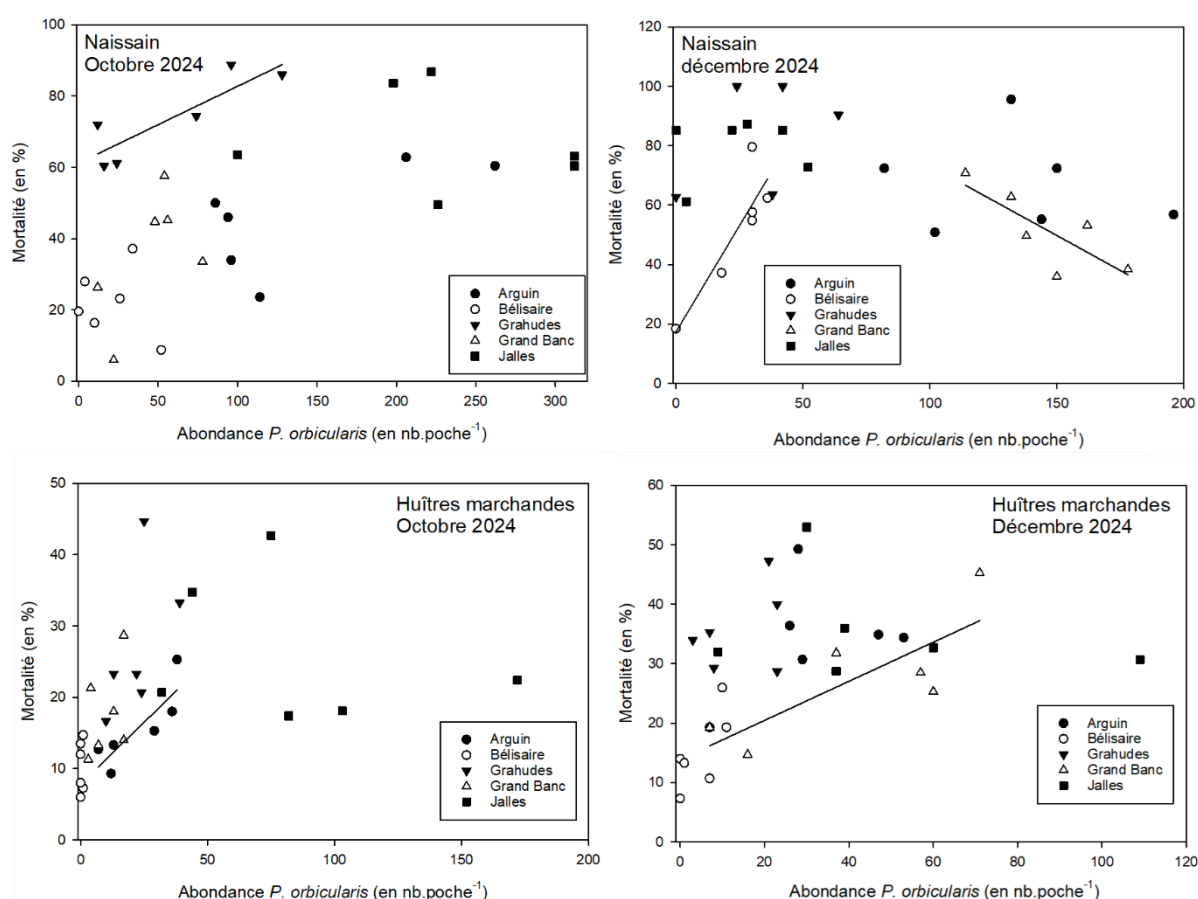 Naissain
Octobre 2024
Mortalité (en %)
100
80
60
40
20
0
Arguin
Bélisaire
Grahudes
Grand Banc
Jalles
0 50 100 150 200 250 300
Abondance P. orbicularis (en nb.poche⁻¹)
Naissain
décembre 2024
Mortalité (en %)
120
100
80
60
40
20
0
Arguin
Bélisaire
Grahudes
Grand Banc
Jalles
0 50 100 150 200
Abondance P. orbicularis (en nb.poche⁻¹)
Huîtres marchandes
Octobre 2024
Mortalité (en %)
50
40
30
20
10
0
Arguin
Bélisaire
Grahudes
Grand Banc
Jalles
0 50 100 150 200
Abondance P. orbicularis (en nb.poche⁻¹)
Huîtres marchandes
Décembre 2024
Mortalité (en %)
60
50
40
30
20
10
0
Arguin
Bélisaire
Grahudes
Grand Banc
Jalles
0 20 40 60 80 100 120
Abondance P. orbicularis (en nb.poche⁻¹)